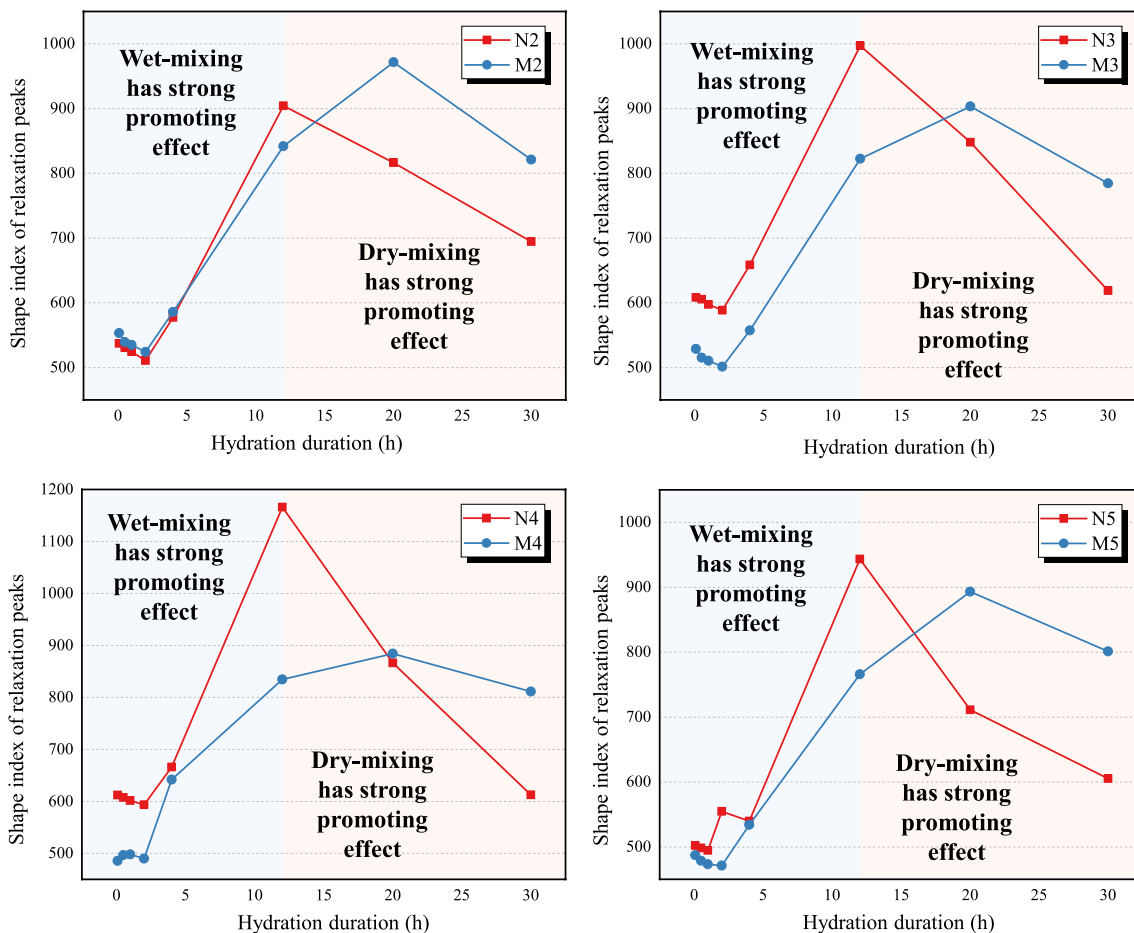 Shape index of relaxation peaks
1000
900
800
700
600
500
0
5
10
15
20
25
30
Hydration duration (h)
Wet-mixing
has strong
promoting
effect
Dry-mixing
has strong
promoting
effect
N2
M2
Shape index of relaxation peaks
1000
900
800
700
600
500
0
5
10
15
20
25
30
Hydration duration (h)
Wet-mixing
has strong
promoting
effect
Dry-mixing
has strong
promoting
effect
N3
M3
Shape index of relaxation peaks
1200
1100
1000
900
800
700
600
500
0
5
10
15
20
25
30
Hydration duration (h)
Wet-mixing
has strong
promoting
effect
Dry-mixing
has strong
promoting
effect
N4
M4
Shape index of relaxation peaks
1000
900
800
700
600
500
0
5
10
15
20
25
30
Hydration duration (h)
Wet-mixing
has strong
promoting
effect
Dry-mixing
has strong
promoting
effect
N5
M5